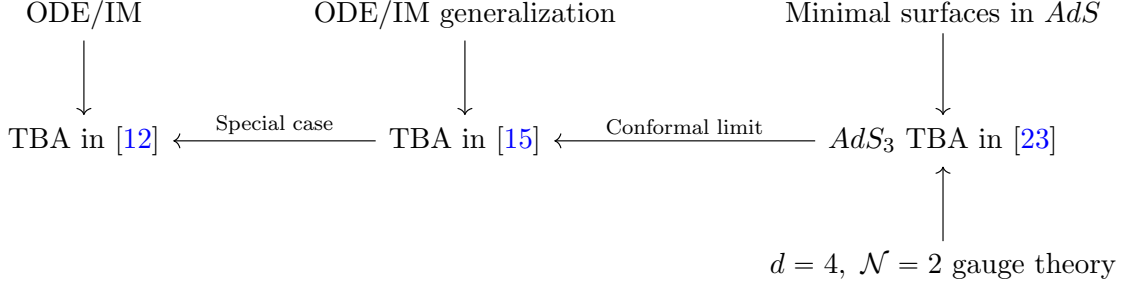 ODE/IM
ODE/IM generalization
Minimal surfaces in AdS
TBA in [12]
Special case
TBA in [15]
Conformal limit
AdS₃ TBA in [23]
d = 4, 𝒩 = 2 gauge theory